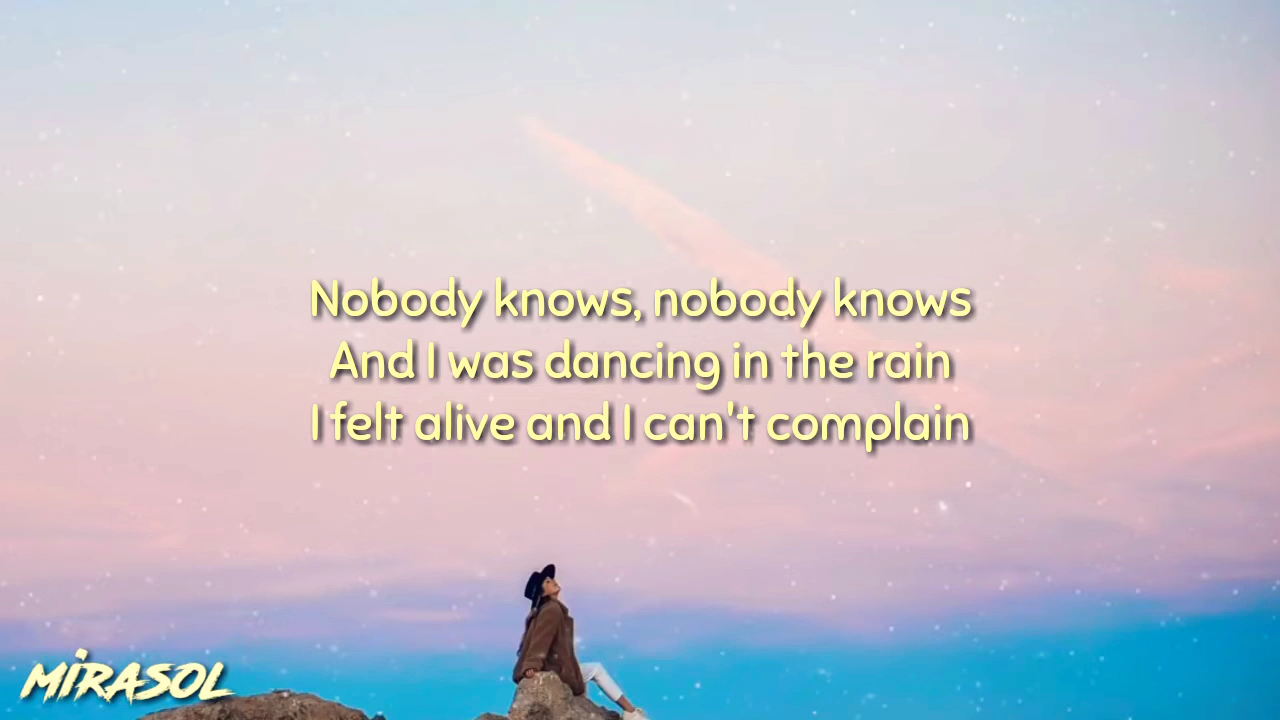 Nobody knows, nobody knows
And I was dancing in the rain
I felt alive and I can't complain
MiRASOL